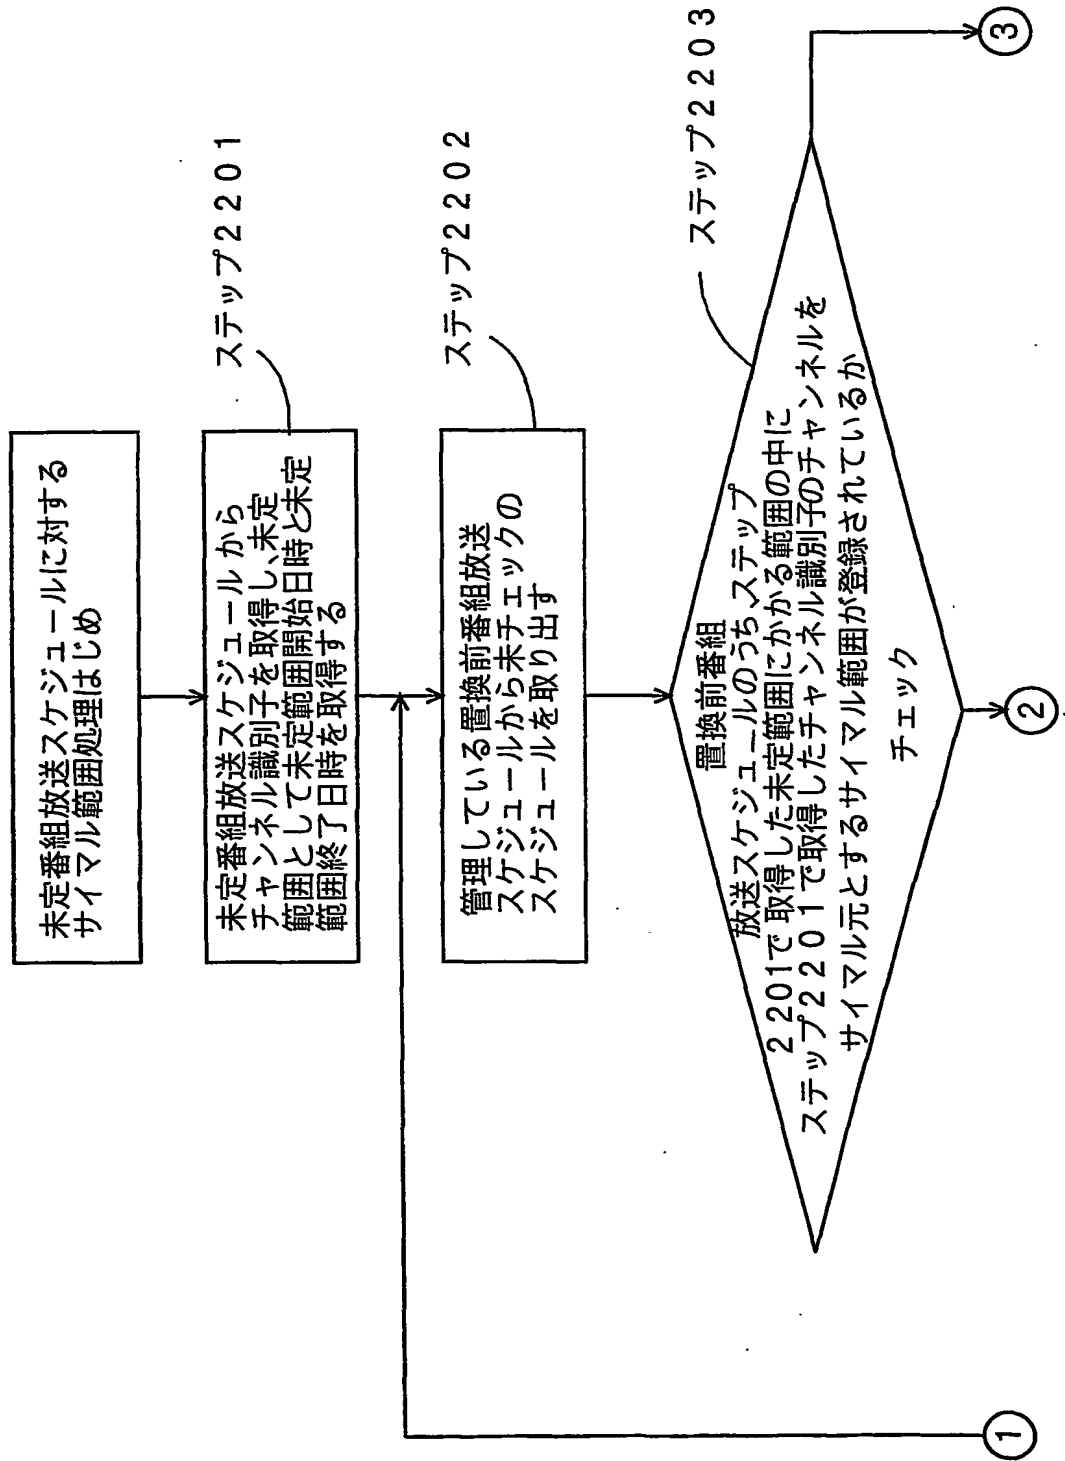 未定番組放送スケジュールに対する
サイマル範囲処理はじめ
未定番組放送スケジュールから
チャンネル識別子を取得し、未定
範囲として未定範囲開始日時と未定
範囲終了日時を取得する
ステップ2201
管理している置換前番組放送
スケジュールから未チェックの
スケジュールを取り出す
ステップ2202
置換前番組
放送スケジュールのうち、ステップ
2201で取得した未定範囲にかかる範囲の中に
ステップ2201で取得したチャンネル識別子のチャンネルを
サイマル元とするサイマル範囲が登録されているか
チェック
ステップ2203
①
②
③